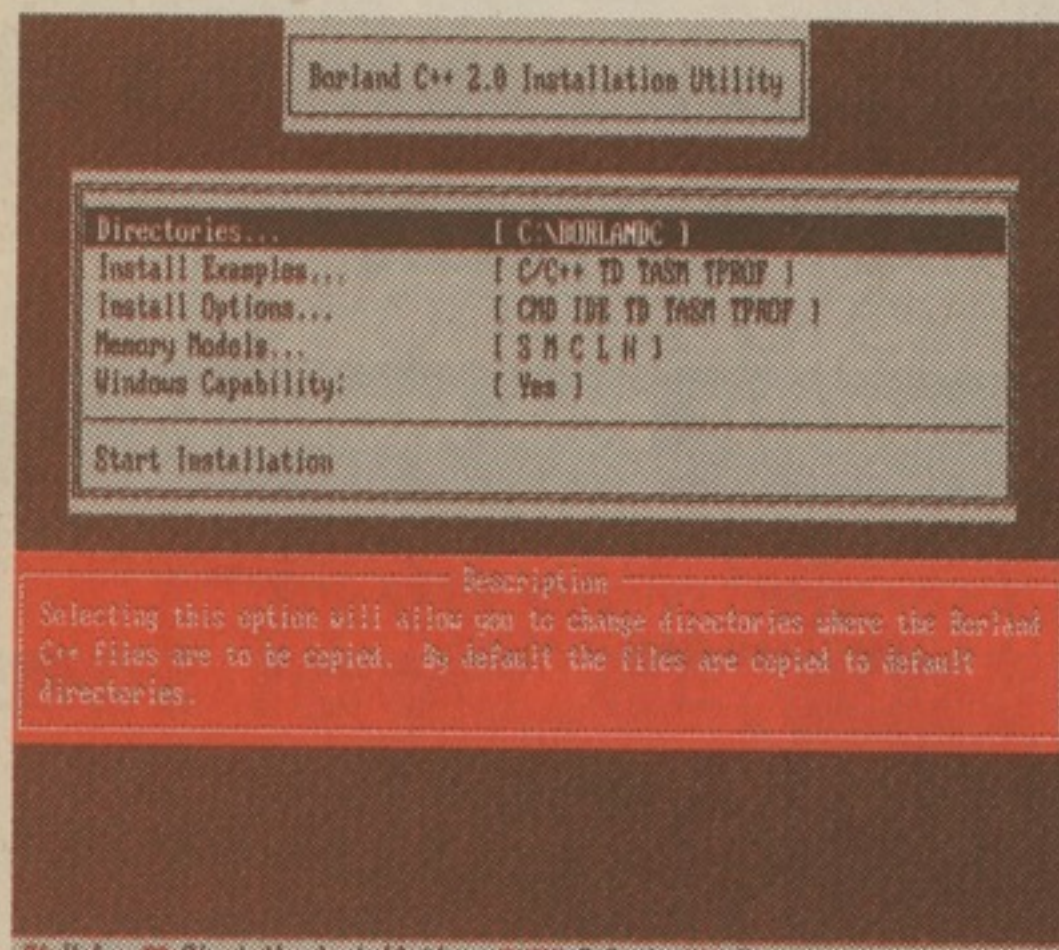 Borland C++ 2.0 Installation Utility
Directories... [ C:\BORLANDC ]
Install Examples... [ C/C++ TD TASM TPROF ]
Install Options... [ CMD IDE TD TASM TPROF ]
Memory Models... [ S M C L H ]
Windows Capability: [ Yes ]
Start Installation
Description
Selecting this option will allow you to change directories where the Borland
C++ files are to be copied. By default the files are copied to default
directories.